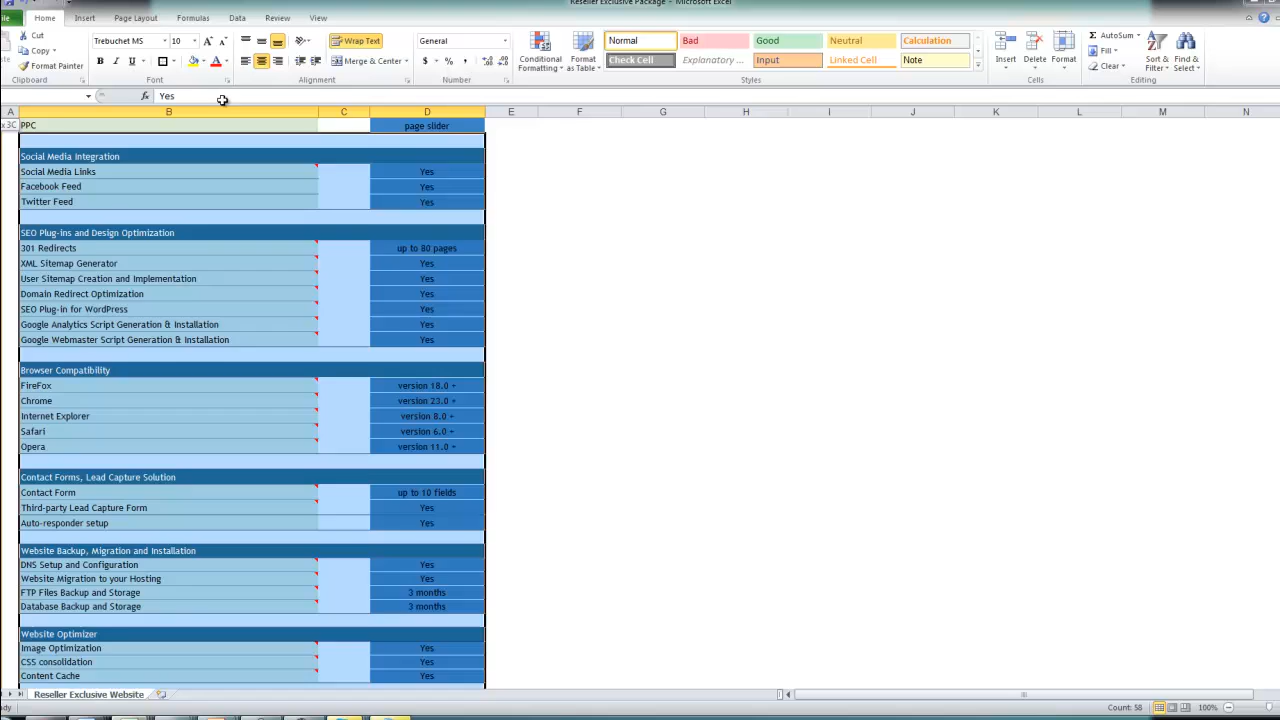 Reseller Exclusive Package - Microsoft Excel
File Home Insert Page Layout Formulas Data Review View
Cut
Copy
Format Painter
Clipboard
Trebuchet MS 10
Font
Wrap Text
Merge & Center
Alignment
General
Number
Conditional Formatting
Format as Table
Normal Bad Good Neutral Calculation
Check Cell Explanatory ... Input Linked Cell Note
Styles
Insert Delete Format
Cells
AutoSum
Fill
Clear
Sort & Filter
Find & Select
Editing
fx Yes
A B C D E F G H I J K L M N
x 3C
PPC page slider
Social Media Integration
Social Media Links Yes
Facebook Feed Yes
Twitter Feed Yes
SEO Plug-ins and Design Optimization
301 Redirects up to 80 pages
XML Sitemap Generator Yes
User Sitemap Creation and Implementation Yes
Domain Redirect Optimization Yes
SEO Plug-in for WordPress Yes
Google Analytics Script Generation & Installation Yes
Google Webmaster Script Generation & Installation Yes
Browser Compatibility
FireFox version 18.0 +
Chrome version 23.0 +
Internet Explorer version 8.0 +
Safari version 6.0 +
Opera version 11.0 +
Contact Forms, Lead Capture Solution
Contact Form up to 10 fields
Third-party Lead Capture Form Yes
Auto-responder setup Yes
Website Backup, Migration and Installation
DNS Setup and Configuration Yes
Website Migration to your Hosting Yes
FTP Files Backup and Storage 3 months
Database Backup and Storage 3 months
Website Optimizer
Image Optimization Yes
CSS consolidation Yes
Content Cache Yes
Reseller Exclusive Website
Count: 58 100%